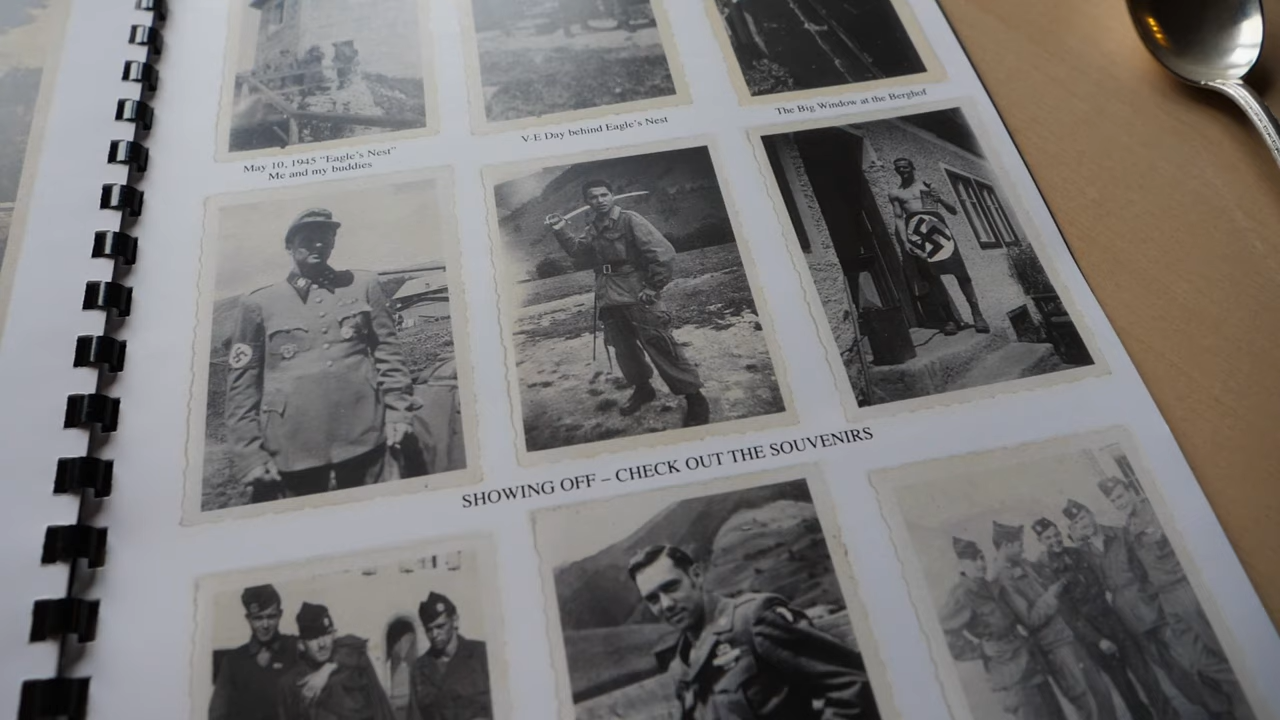 V-E Day behind Eagle's Nest
The Big Window at the Berghof
May 10, 1945 "Eagle's Nest"
Me and my buddies
SHOWING OFF – CHECK OUT THE SOUVENIRS